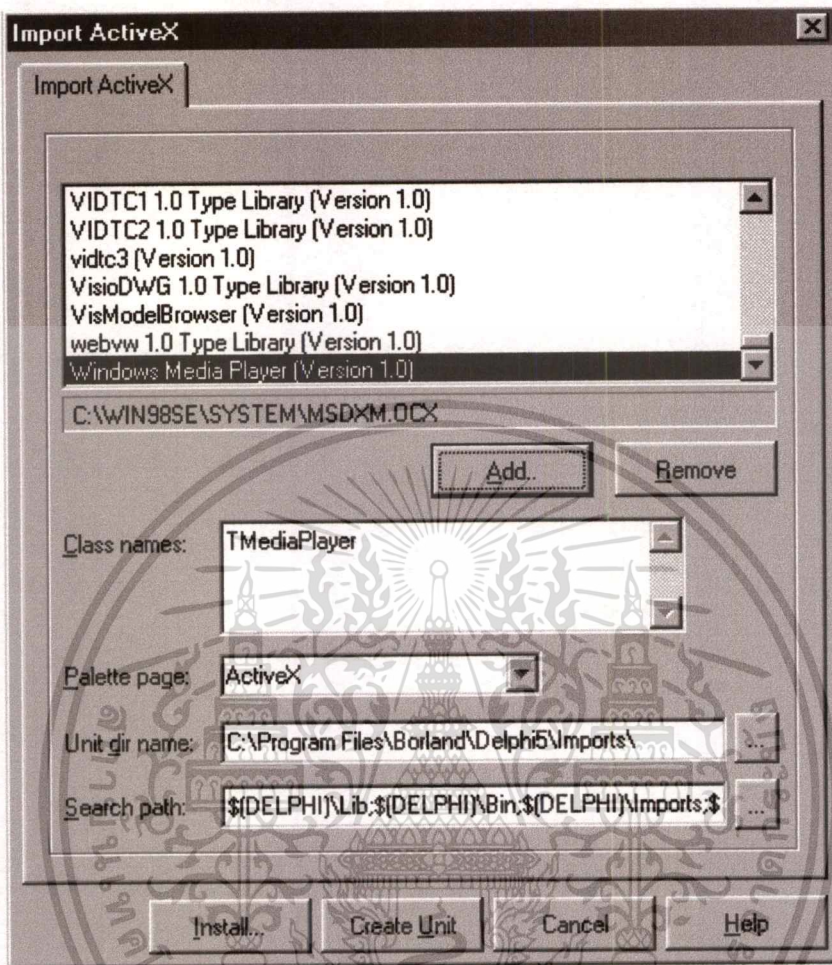 Import ActiveX
Import ActiveX
VIDTC1 1.0 Type Library (Version 1.0)
VIDTC2 1.0 Type Library (Version 1.0)
vidtc3 (Version 1.0)
VisioDWG 1.0 Type Library (Version 1.0)
VisModelBrowser (Version 1.0)
webvw 1.0 Type Library (Version 1.0)
Windows Media Player (Version 1.0)
C:\WIN98SE\SYSTEM\MSDXM.OCX
Add..
Remove
Class names:
TMediaPlayer
Palette page:
ActiveX
Unit dir name:
C:\Program Files\Borland\Delphi5\Imports\
...
Search path:
$(DELPHI)\Lib;$(DELPHI)\Bin;$(DELPHI)\Imports;$
...
Install...
Create Unit
Cancel
Help